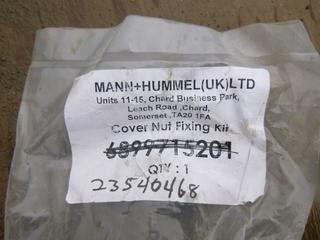 MANN+HUMMEL(UK)LTD
Units 11-15, Chard Business Park,
Leach Road ,Chard,
Somerset ,TA20 1FA
Cover Nut Fixing Kit
6899715201
QTY : 1
23540468